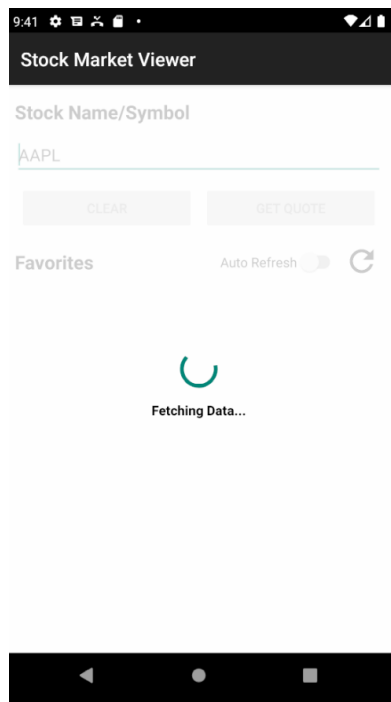 9:41
Stock Market Viewer
Stock Name/Symbol
AAPL
CLEAR GET QUOTE
Favorites Auto Refresh
Fetching Data...